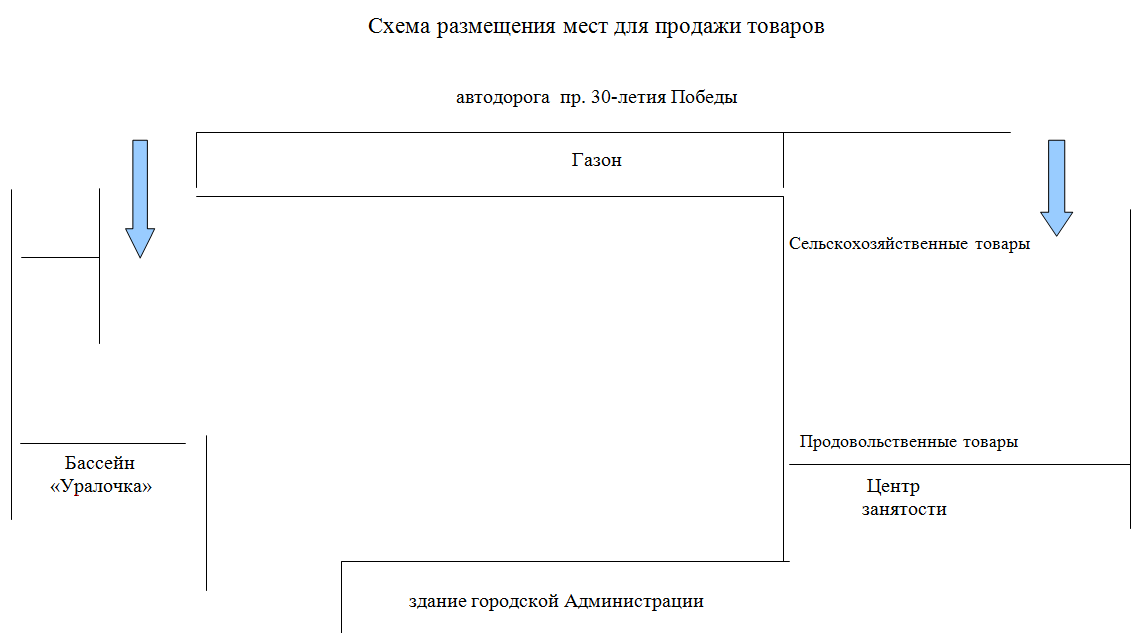 Схема размещения мест для продажи товаров
автодорога пр. 30-летия Победы
Газон
Сельскохозяйственные товары
Продовольственные товары
Бассейн
«Уралочка»
Центр
занятости
здание городской Администрации